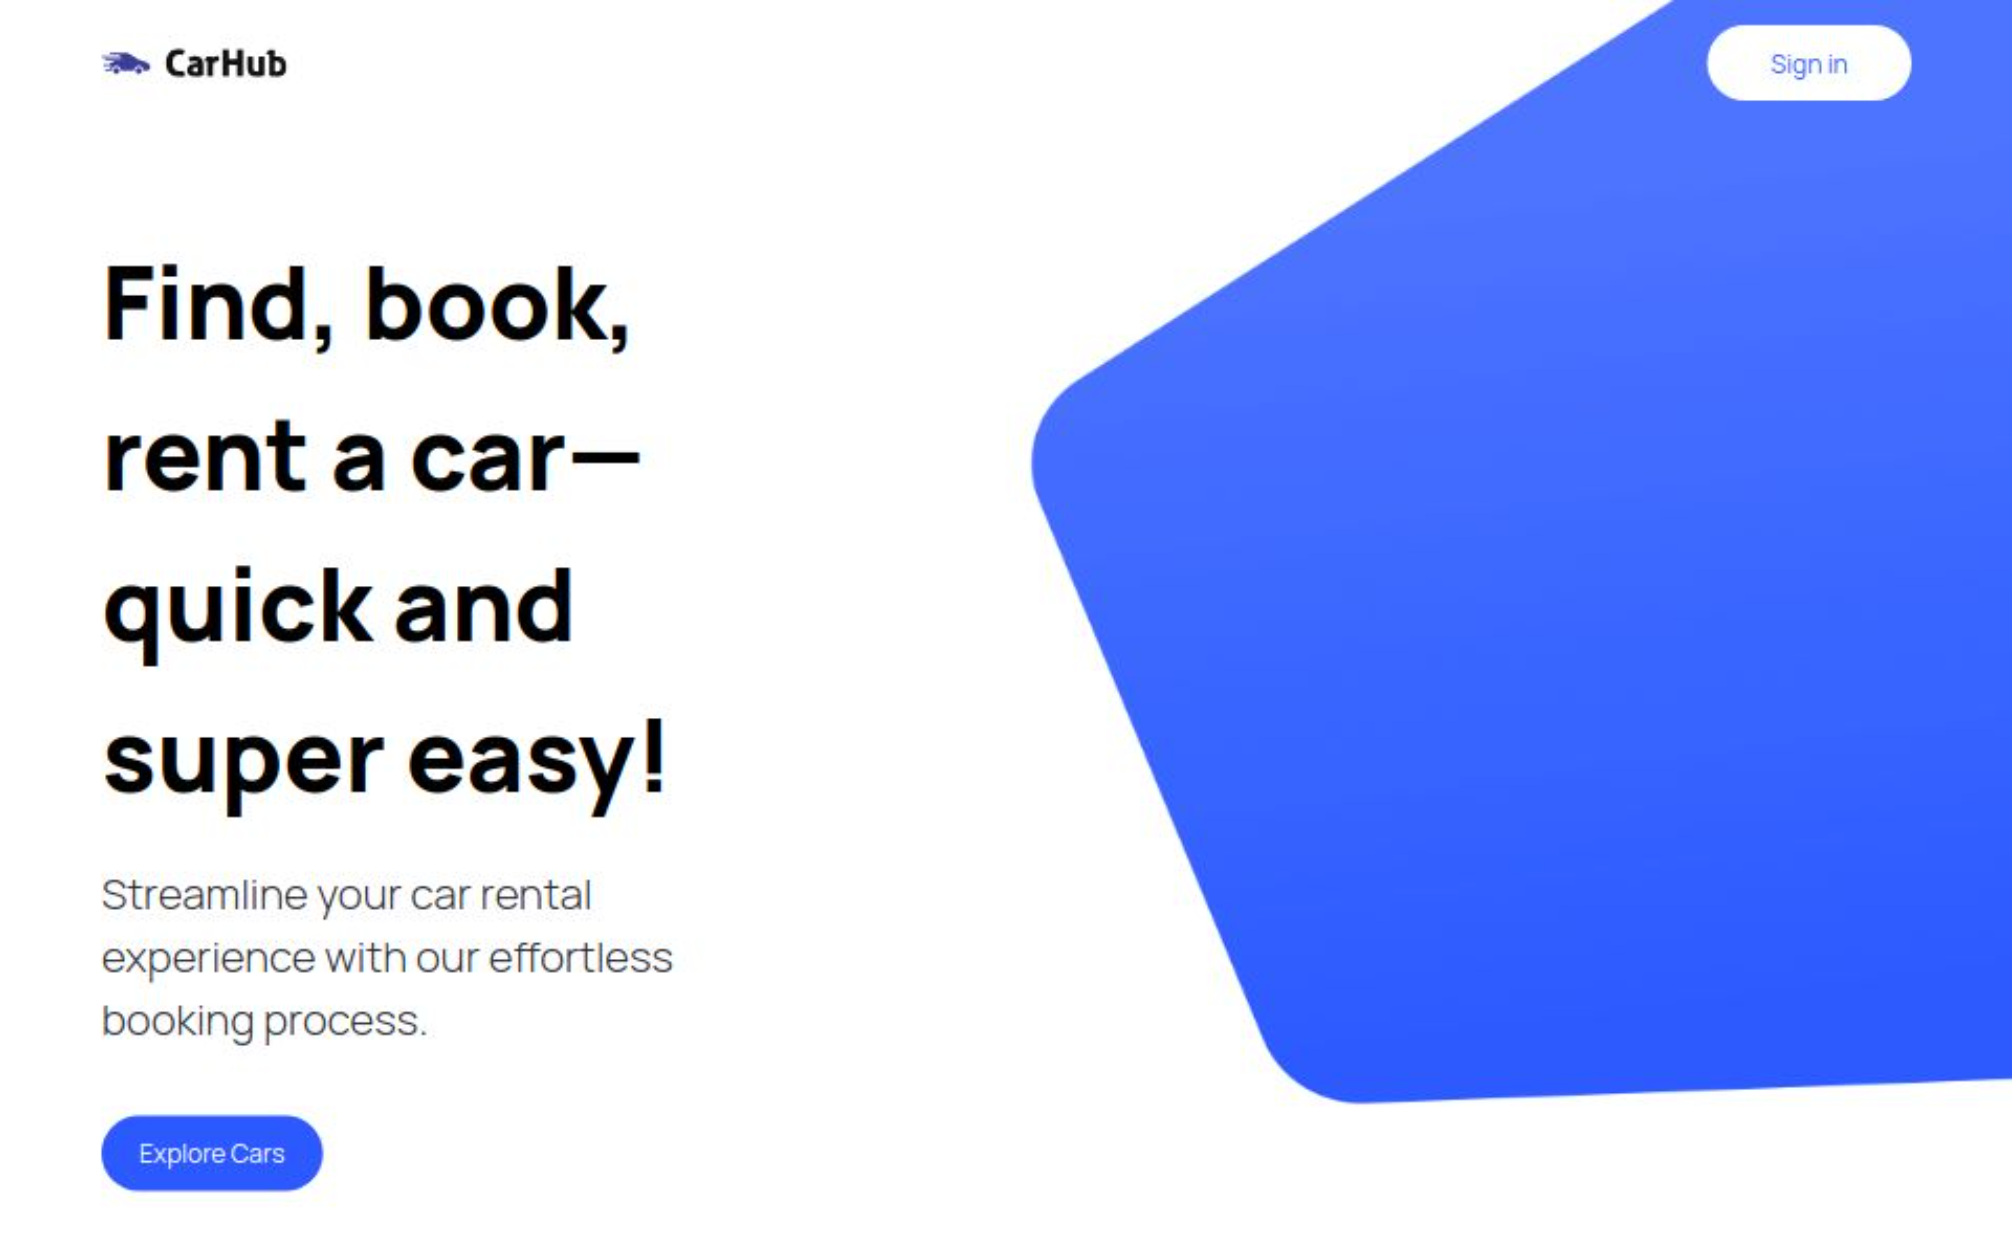 CarHub
Sign in
Find, book,
rent a car—
quick and
super easy!
Streamline your car rental
experience with our effortless
booking process.
Explore Cars